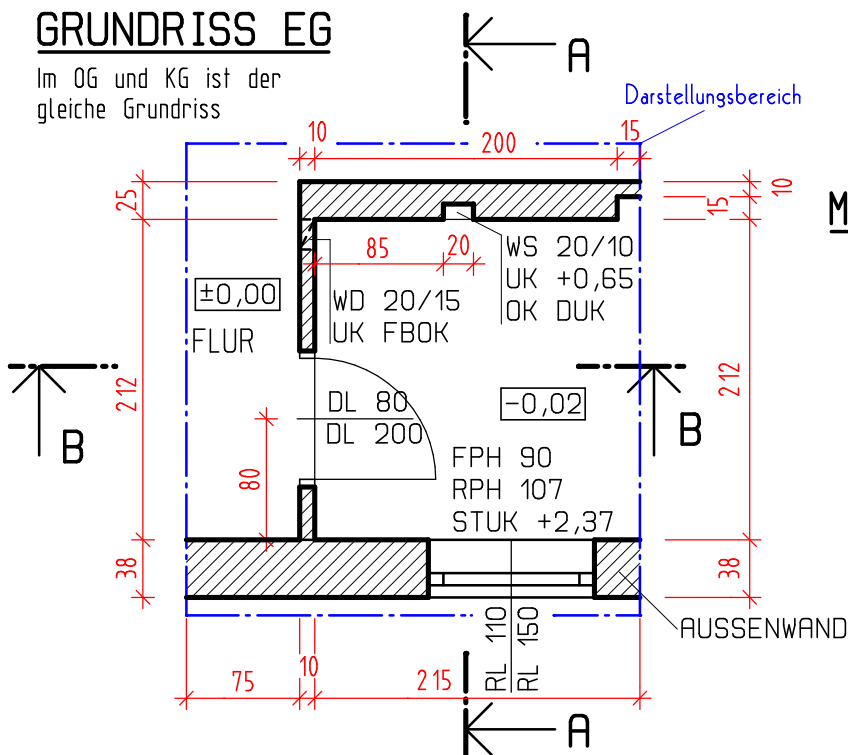 GRUNDRISS EG
A
Im OG und KG ist der
gleiche Grundriss
Darstellungsbereich
10
200
15
25
10
15
M
85
20
WS 20/10
UK +0,65
OK DUK
±0,00
WD 20/15
UK FBOK
FLUR
212
212
DL 80
DL 200
-0,02
B
B
80
FPH 90
RPH 107
STUK +2,37
38
38
RL 110
RL 150
AUSSENWAND
75
10
215
A